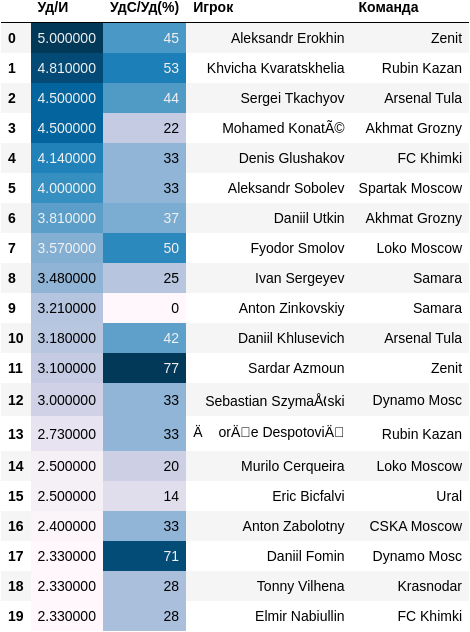 Уд/И УдС/Уд(%) Игрок Команда
0 5.000000 45 Aleksandr Erokhin Zenit
1 4.810000 53 Khvicha Kvaratskhelia Rubin Kazan
2 4.500000 44 Sergei Tkachyov Arsenal Tula
3 4.500000 22 Mohamed KonatÃ© Akhmat Grozny
4 4.140000 33 Denis Glushakov FC Khimki
5 4.000000 33 Aleksandr Sobolev Spartak Moscow
6 3.810000 37 Daniil Utkin Akhmat Grozny
7 3.570000 50 Fyodor Smolov Loko Moscow
8 3.480000 25 Ivan Sergeyev Samara
9 3.210000 0 Anton Zinkovskiy Samara
10 3.180000 42 Daniil Khlusevich Arsenal Tula
11 3.100000 77 Sardar Azmoun Zenit
12 3.000000 33 Sebastian SzymaÅ„ski Dynamo Mosc
13 2.730000 33 Ä orÄ□e DespotoviÄ□ Rubin Kazan
14 2.500000 20 Murilo Cerqueira Loko Moscow
15 2.500000 14 Eric Bicfalvi Ural
16 2.400000 33 Anton Zabolotny CSKA Moscow
17 2.330000 71 Daniil Fomin Dynamo Mosc
18 2.330000 28 Tonny Vilhena Krasnodar
19 2.330000 28 Elmir Nabiullin FC Khimki